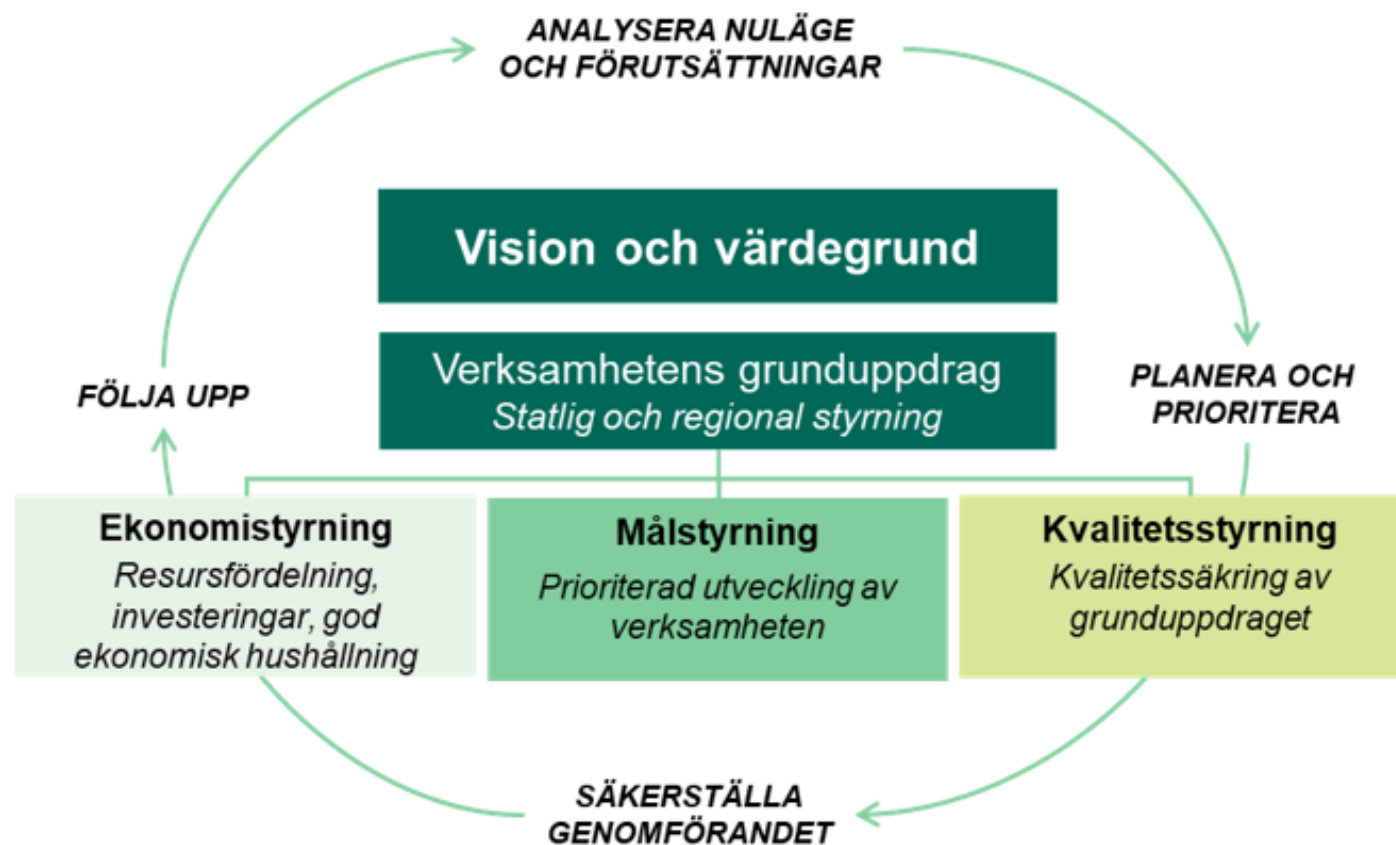 ANALYSERA NULÄGE
OCH FÖRUTSÄTTNINGAR
Vision och värdegrund
Verksamhetens grunduppdrag
Statlig och regional styrning
FÖLJA UPP
PLANERA OCH
PRIORITERA
Ekonomistyrning
Resursfördelning,
investeringar, god
ekonomisk hushållning
Målstyrning
Prioriterad utveckling av
verksamheten
Kvalitetsstyrning
Kvalitetssäkring av
grunduppdraget
SÄKERSTÄLLA
GENOMFÖRANDET